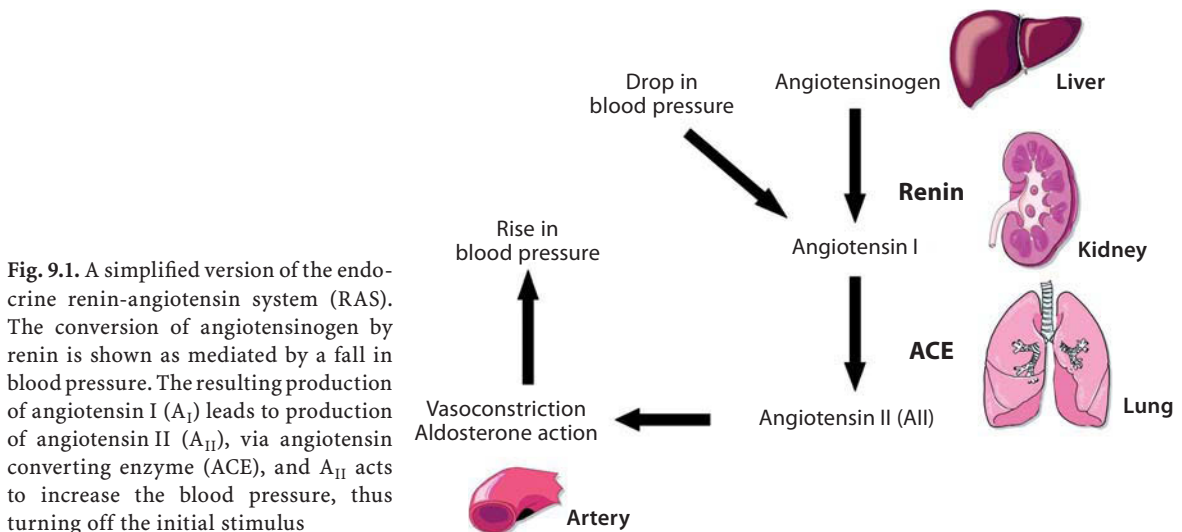 Fig. 9.1. A simplified version of the endo-
crine renin-angiotensin system (RAS).
The conversion of angiotensinogen by
renin is shown as mediated by a fall in
blood pressure. The resulting production
of angiotensin I (A_I) leads to production
of angiotensin II (A_II), via angiotensin
converting enzyme (ACE), and A_II acts
to increase the blood pressure, thus
turning off the initial stimulus
Drop in
blood pressure
Angiotensinogen
Liver
Renin
Kidney
Angiotensin I
ACE
Lung
Angiotensin II (AII)
Vasoconstriction
Aldosterone action
Artery
Rise in
blood pressure